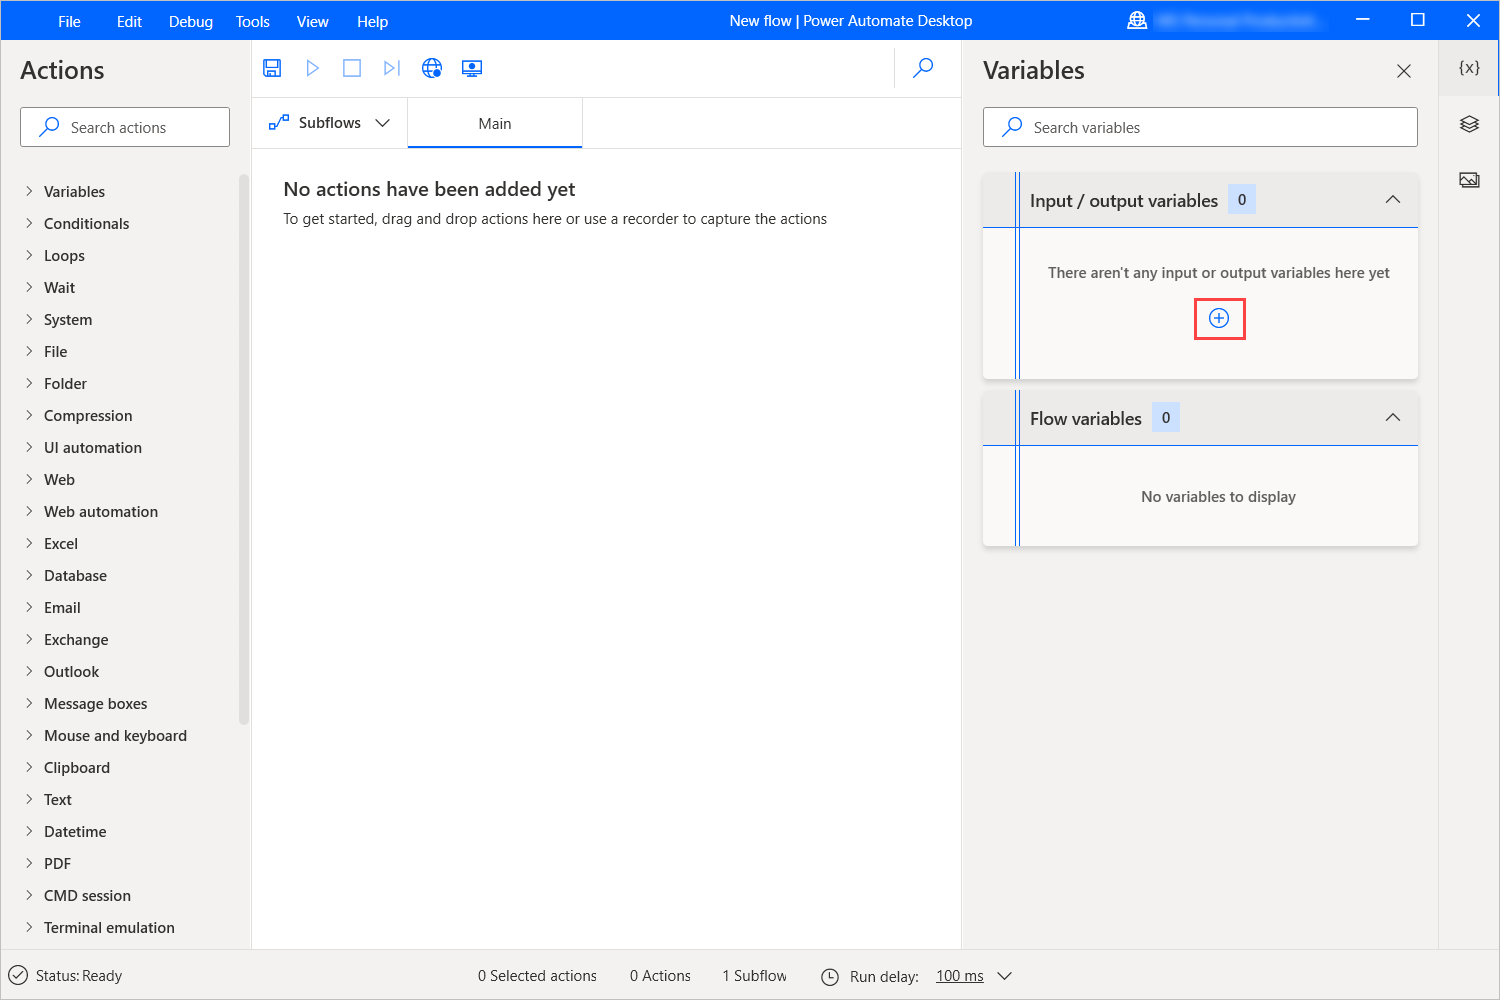 File Edit Debug Tools View Help
New flow | Power Automate Desktop
Actions
Search actions
Variables
Conditionals
Loops
Wait
System
File
Folder
Compression
UI automation
Web
Web automation
Excel
Database
Email
Exchange
Outlook
Message boxes
Mouse and keyboard
Clipboard
Text
Datetime
PDF
CMD session
Terminal emulation
Subflows
Main
No actions have been added yet
To get started, drag and drop actions here or use a recorder to capture the actions
Variables
{x}
Search variables
Input / output variables 0
There aren't any input or output variables here yet
Flow variables 0
No variables to display
Status: Ready
0 Selected actions
0 Actions
1 Subflow
Run delay: 100 ms